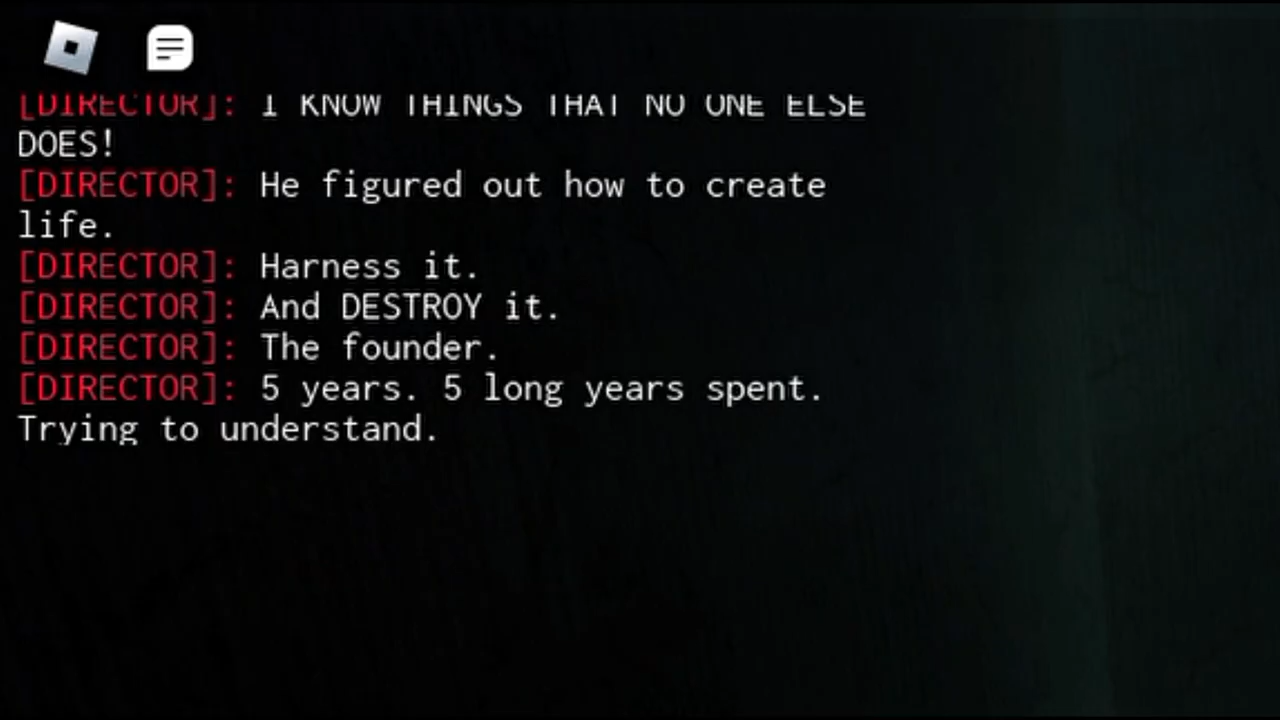 [DIRECTOR]: I KNOW THINGS THAT NO ONE ELSE
DOES!
[DIRECTOR]: He figured out how to create
life.
[DIRECTOR]: Harness it.
[DIRECTOR]: And DESTROY it.
[DIRECTOR]: The founder.
[DIRECTOR]: 5 years. 5 long years spent.
Trying to understand.